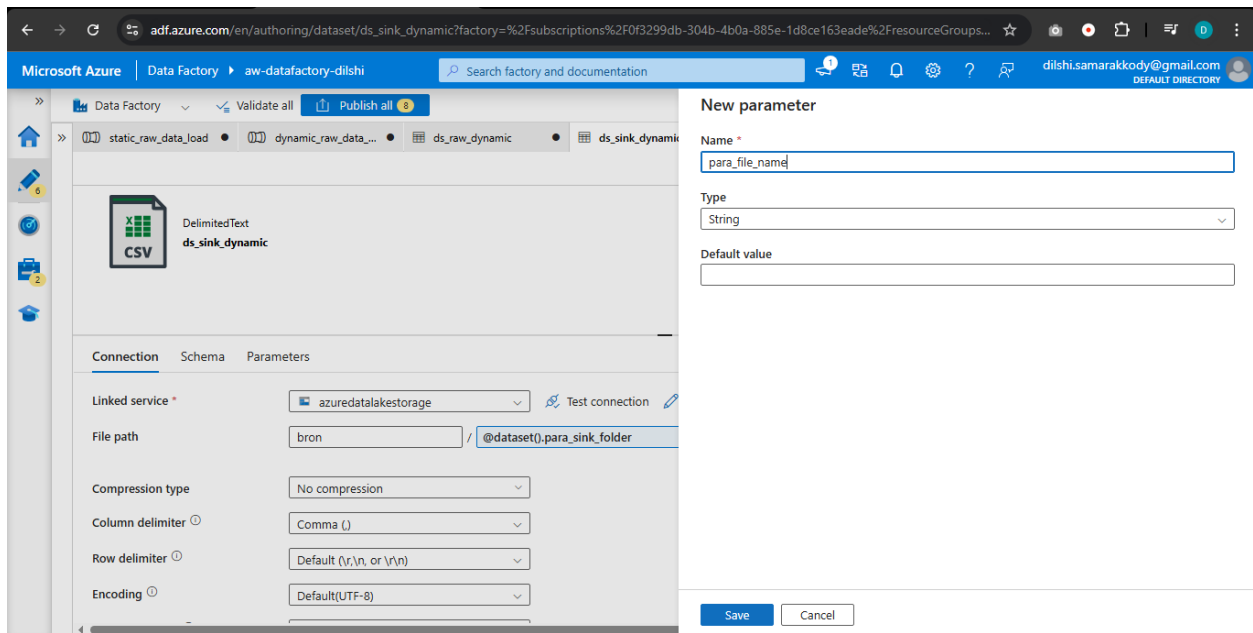 adf.azure.com/en/authoring/dataset/ds_sink_dynamic?factory=%2Fsubscriptions%2F0f3299db-304b-4b0a-885e-1d8ce163eade%2FresourceGroups...
D
Microsoft Azure
Data Factory
aw-datafactory-dilshi
Search factory and documentation
1
dilshi.samarakkody@gmail.com
DEFAULT DIRECTORY
Data Factory
Validate all
Publish all 8
static_raw_data_load
dynamic_raw_data_...
ds_raw_dynamic
ds_sink_dynamic
6
2
X
CSV
DelimitedText
ds_sink_dynamic
Connection
Schema
Parameters
Linked service *
azuredatalakestorage
Test connection
File path
bron / @dataset().para_sink_folder
Compression type
No compression
Column delimiter
Comma (,)
Row delimiter
Default (\r,\n, or \r\n)
Encoding
Default(UTF-8)
New parameter
Name *
para_file_name
Type
String
Default value
Save
Cancel